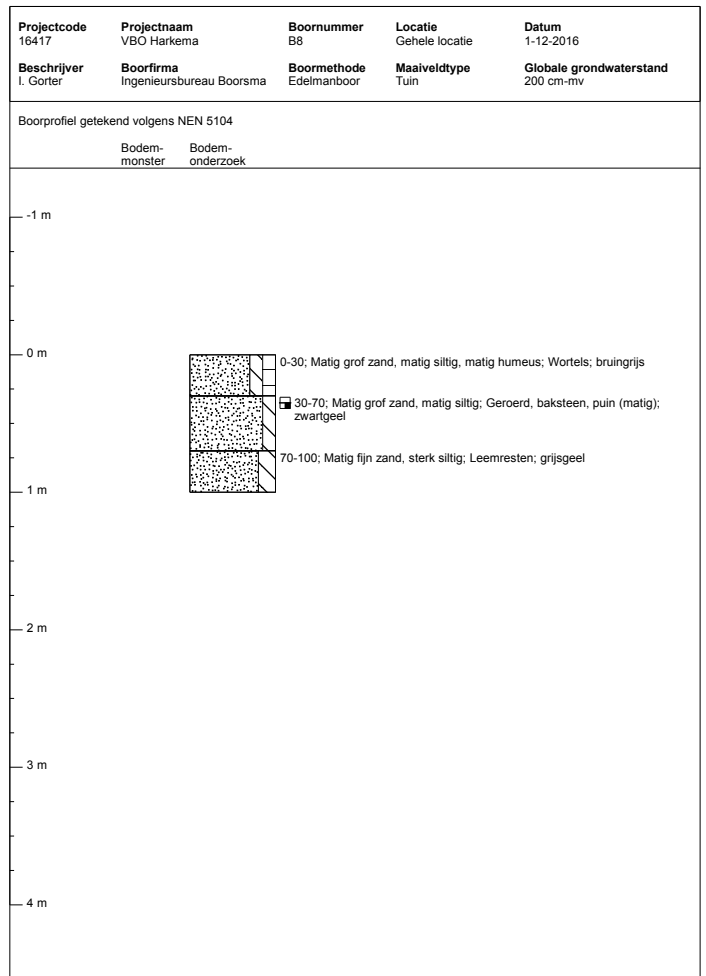 Projectcode Projectnaam Boornummer Locatie Datum
16417 VBO Harkema B8 Gehele locatie 1-12-2016
Beschrijver Boorfirma Boormethode Maaiveldtype Globale grondwaterstand
I. Gorter Ingenieursbureau Boorsma Edelmanboor Tuin 200 cm-mv
Boorprofiel getekend volgens NEN 5104
Bodem- Bodem-
monster onderzoek
-1 m
0 m
0-30; Matig grof zand, matig siltig, matig humeus; Wortels; bruingrijs
30-70; Matig grof zand, matig siltig; Geroerd, baksteen, puin (matig);
zwartgeel
70-100; Matig fijn zand, sterk siltig; Leemresten; grijsgeel
1 m
2 m
3 m
4 m